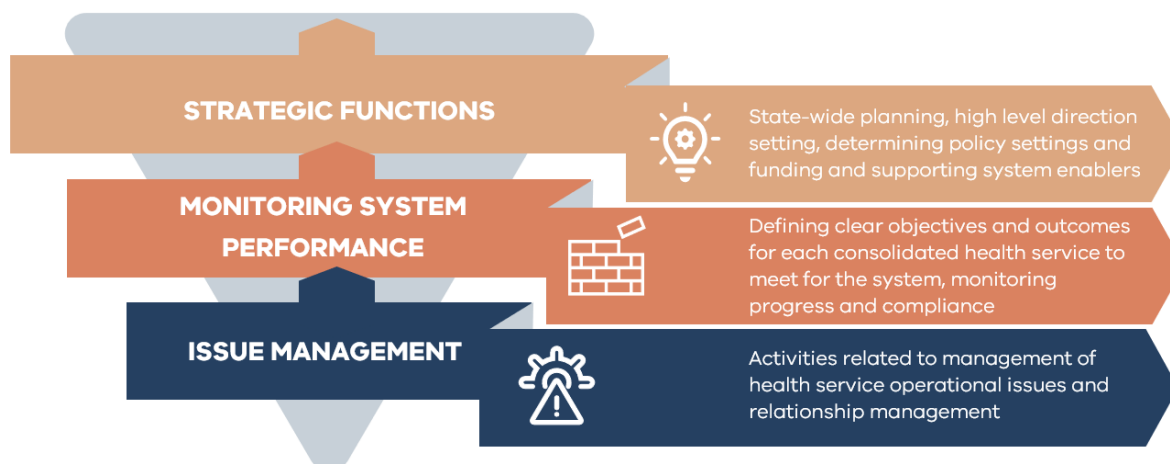 STRATEGIC FUNCTIONS
State-wide planning, high level direction
setting, determining policy settings and
funding and supporting system enablers
MONITORING SYSTEM
PERFORMANCE
Defining clear objectives and outcomes
for each consolidated health service to
meet for the system, monitoring
progress and compliance
ISSUE MANAGEMENT
Activities related to management of
health service operational issues and
relationship management